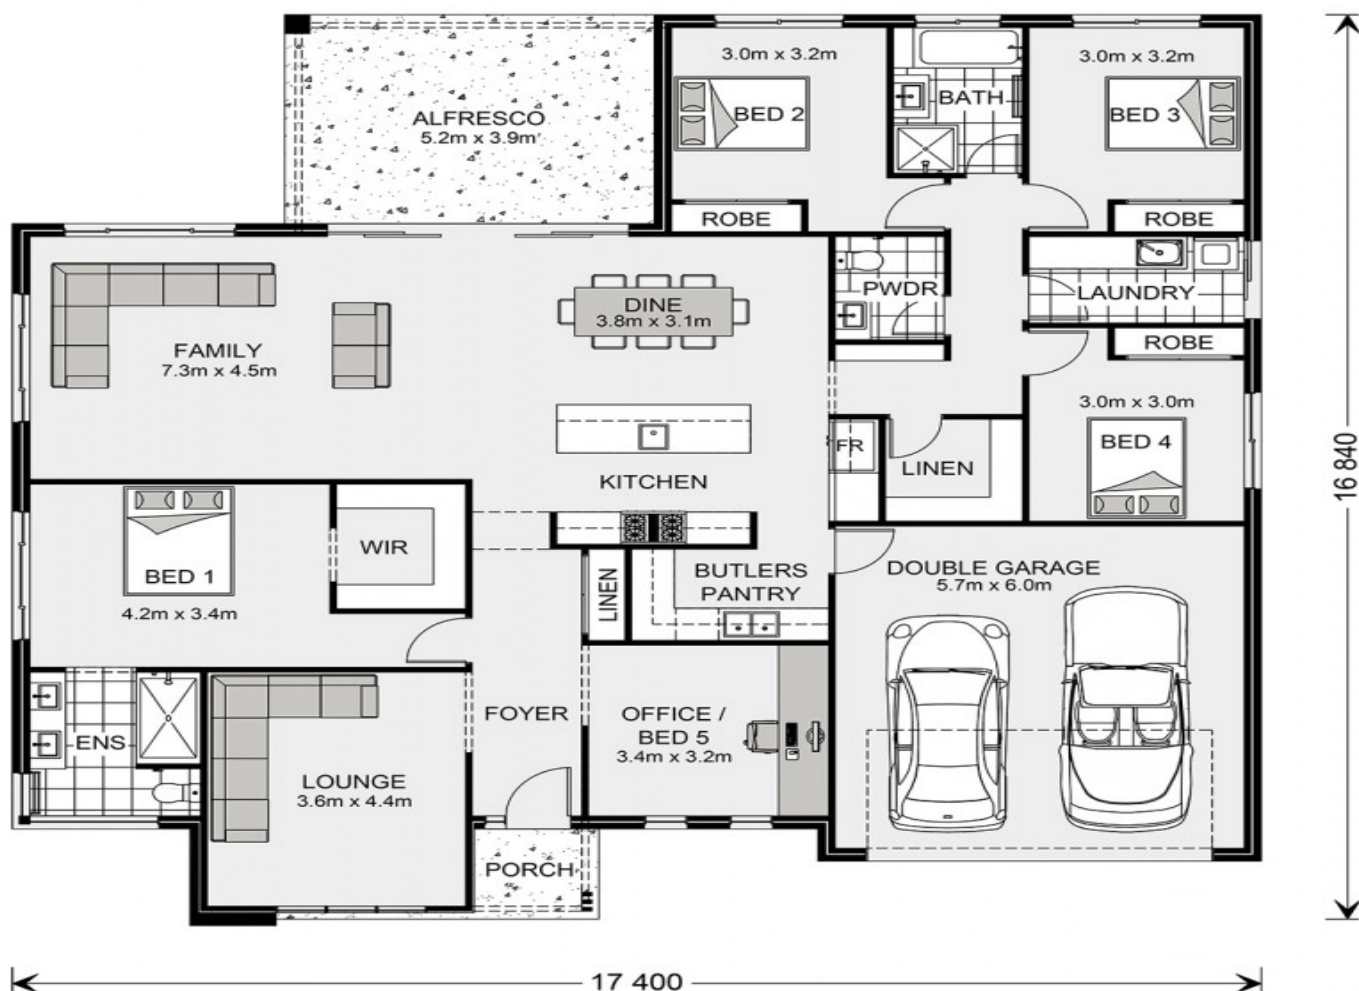 3.0m x 3.2m
BED 2
ROBE
BATH
3.0m x 3.2m
BED 3
ROBE
ALFRESCO
5.2m x 3.9m
PWDR
LAUNDRY
FAMILY
7.3m x 4.5m
DINE
3.8m x 3.1m
ROBE
3.0m x 3.0m
BED 4
FR
LINEN
KITCHEN
16 840
WIR
BED 1
4.2m x 3.4m
LINEN
BUTLERS
PANTRY
DOUBLE GARAGE
5.7m x 6.0m
ENS
LOUNGE
3.6m x 4.4m
FOYER
OFFICE /
BED 5
3.4m x 3.2m
PORCH
17 400